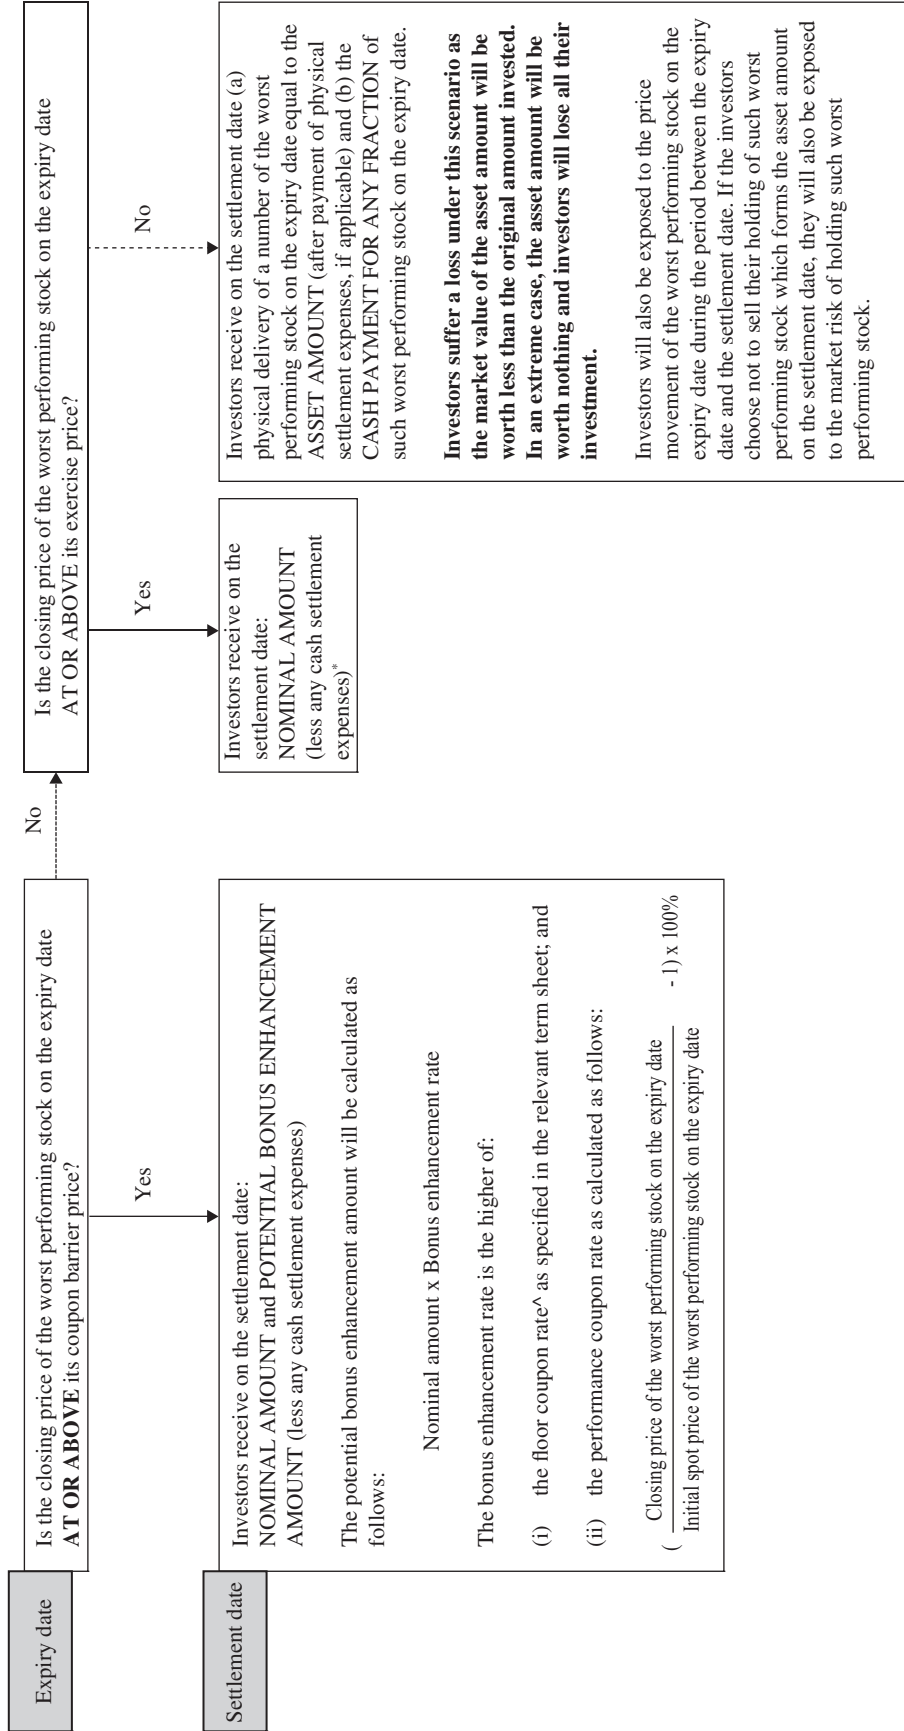 Expiry date
Is the closing price of the worst performing stock on the expiry date
AT OR ABOVE its coupon barrier price?
No
Is the closing price of the worst performing stock on the expiry date
AT OR ABOVE its exercise price?
Yes
Yes
No
Settlement date
Investors receive on the settlement date:
NOMINAL AMOUNT and POTENTIAL BONUS ENHANCEMENT
AMOUNT (less any cash settlement expenses)
The potential bonus enhancement amount will be calculated as
follows:
Nominal amount x Bonus enhancement rate
The bonus enhancement rate is the higher of:
(i) the floor coupon rate^ as specified in the relevant term sheet; and
(ii) the performance coupon rate as calculated as follows:
Closing price of the worst performing stock on the expiry date
( - 1) x 100%
Initial spot price of the worst performing stock on the expiry date
Investors receive on the
settlement date:
NOMINAL AMOUNT
(less any cash settlement
expenses)*
Investors receive on the settlement date (a)
physical delivery of a number of the worst
performing stock on the expiry date equal to the
ASSET AMOUNT (after payment of physical
settlement expenses, if applicable) and (b) the
CASH PAYMENT FOR ANY FRACTION of
such worst performing stock on the expiry date.
Investors suffer a loss under this scenario as
the market value of the asset amount will be
worth less than the original amount invested.
In an extreme case, the asset amount will be
worth nothing and investors will lose all their
investment.
Investors will also be exposed to the price
movement of the worst performing stock on the
expiry date during the period between the expiry
date and the settlement date. If the investors
choose not to sell their holding of such worst
performing stock which forms the asset amount
on the settlement date, they will also be exposed
to the market risk of holding such worst
performing stock.